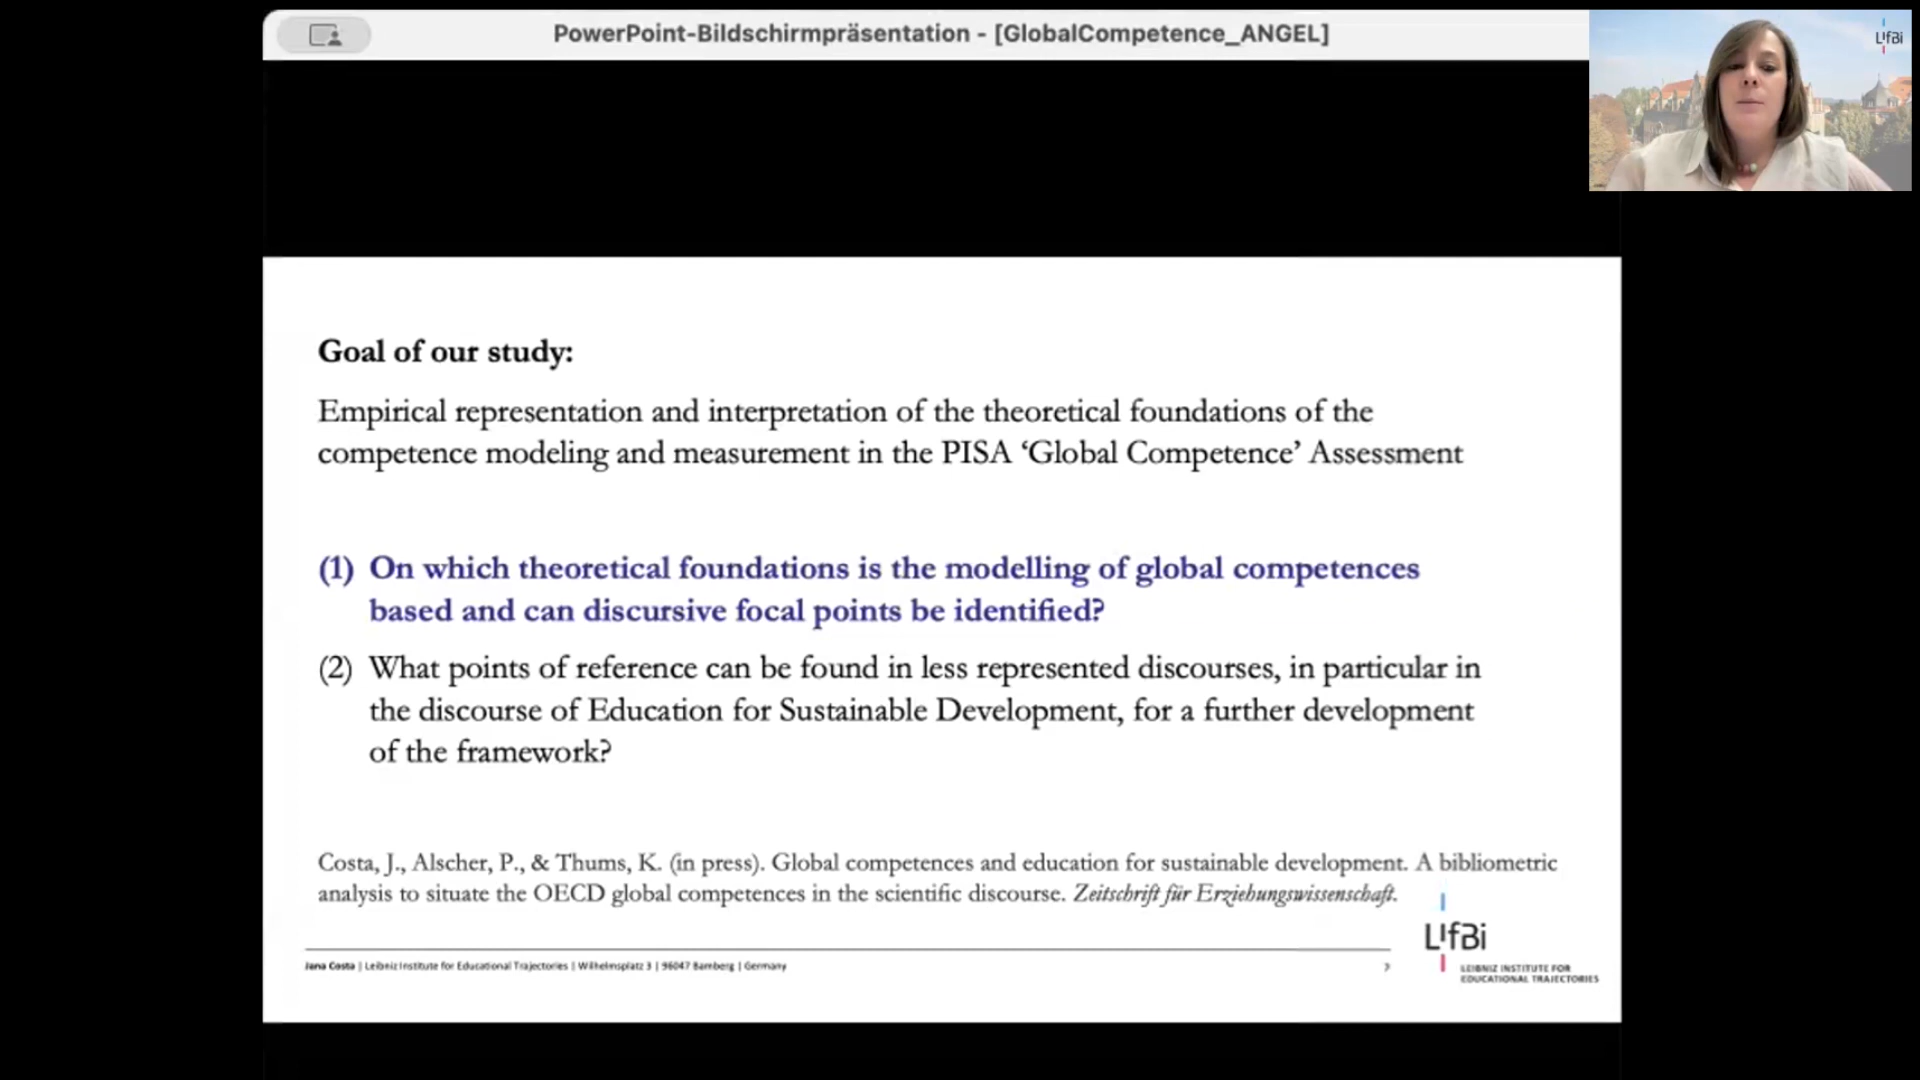 PowerPoint-Bildschirmpräsentation - [GlobalCompetence_ANGEL]
LIfBi
Goal of our study:
Empirical representation and interpretation of the theoretical foundations of the
competence modeling and measurement in the PISA ‘Global Competence’ Assessment
(1) On which theoretical foundations is the modelling of global competences
based and can discursive focal points be identified?
(2) What points of reference can be found in less represented discourses, in particular in
the discourse of Education for Sustainable Development, for a further development
of the framework?
Costa, J., Alscher, P., & Thums, K. (in press). Global competences and education for sustainable development. A bibliometric
analysis to situate the OECD global competences in the scientific discourse. Zeitschrift für Erziehungswissenschaft.
Jana Costa | Leibniz Institute for Educational Trajectories | Wilhelmsplatz 3 | 96047 Bamberg | Germany
7
LIfBi
LEIBNIZ INSTITUTE FOR
EDUCATIONAL TRAJECTORIES